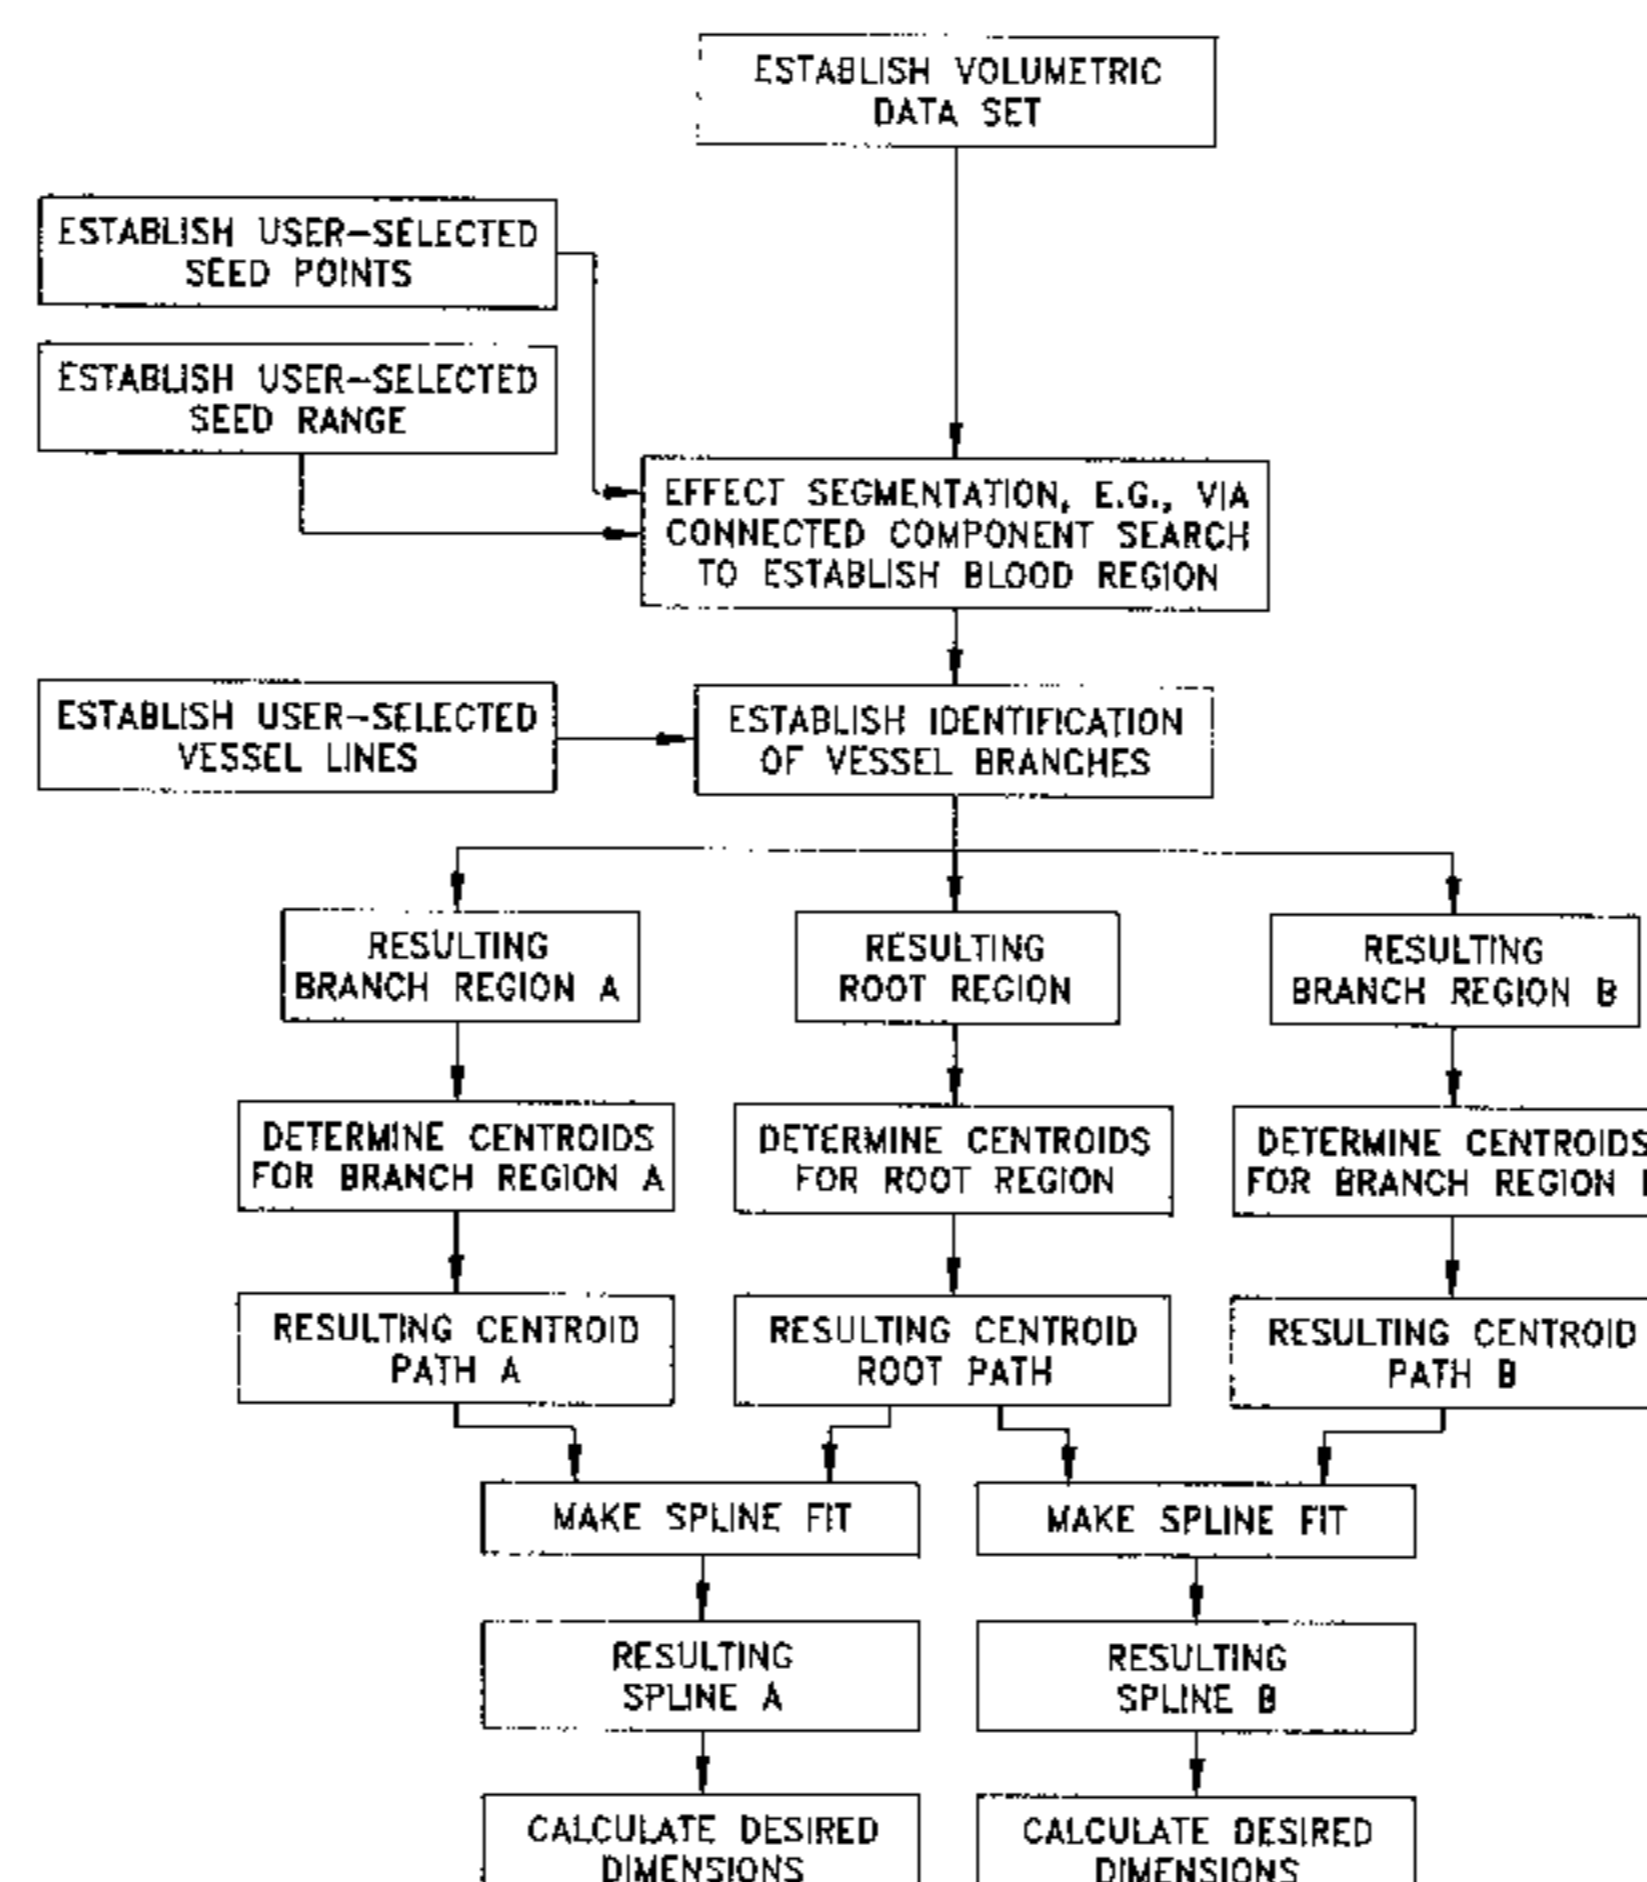 ESTABLISH VOLUMETRIC
DATA SET
ESTABLISH USER-SELECTED
SEED POINTS
ESTABLISH USER-SELECTED
SEED RANGE
EFFECT SEGMENTATION, E.G., VIA
CONNECTED COMPONENT SEARCH
TO ESTABLISH BLOOD REGION
ESTABLISH USER-SELECTED
VESSEL LINES
ESTABLISH IDENTIFICATION
OF VESSEL BRANCHES
RESULTING
BRANCH REGION A
RESULTING
ROOT REGION
RESULTING
BRANCH REGION B
DETERMINE CENTROIDS
FOR BRANCH REGION A
DETERMINE CENTROIDS
FOR ROOT REGION
DETERMINE CENTROIDS
FOR BRANCH REGION
RESULTING CENTROID
PATH A
RESULTING CENTROID
ROOT PATH
RESULTING CENTROID
PATH B
MAKE SPLINE FIT
MAKE SPLINE FIT
RESULTING
SPLINE A
RESULTING
SPLINE B
CALCULATE DESIRED
DIMENSIONS
CALCULATE DESIRED
DIMENSIONS